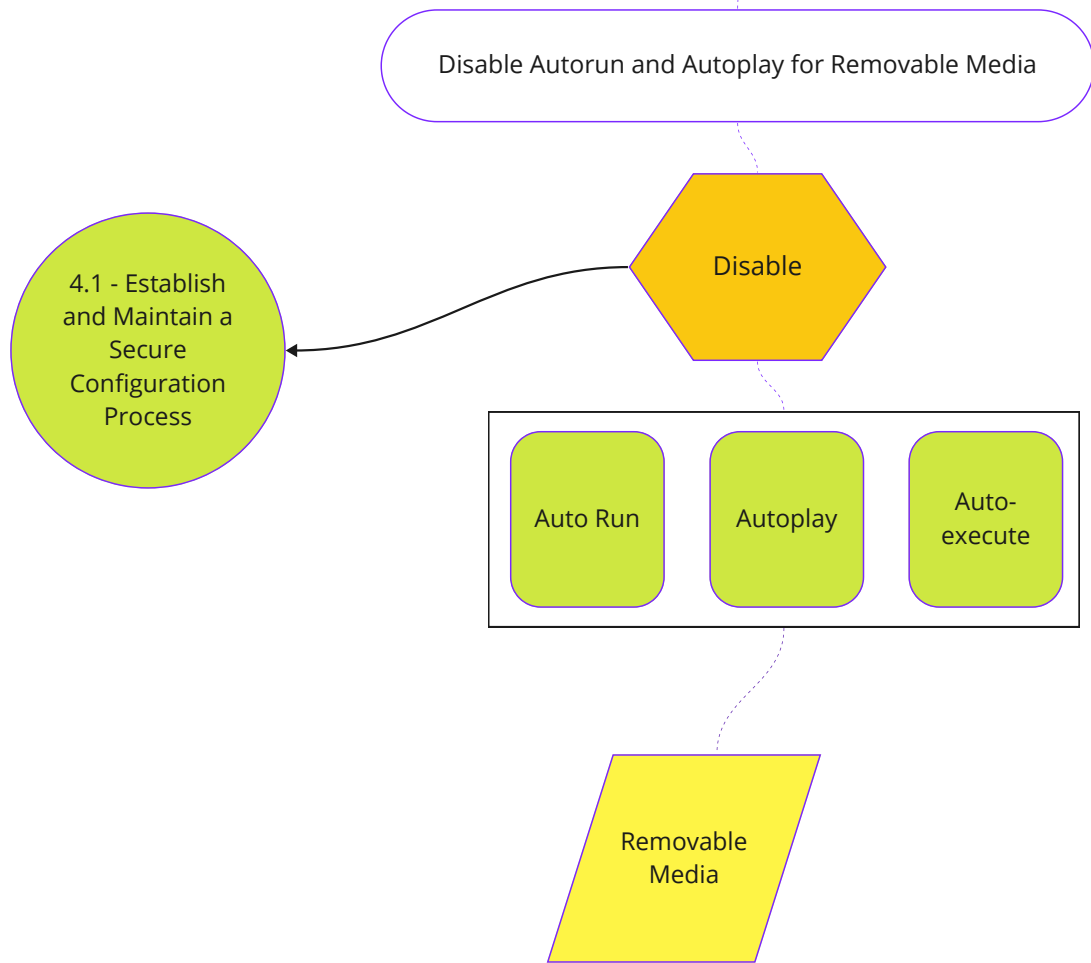 Disable Autorun and Autoplay for Removable Media
Disable
4.1 - Establish
and Maintain a
Secure
Configuration
Process
Auto Run
Autoplay
Auto-
execute
Removable
Media